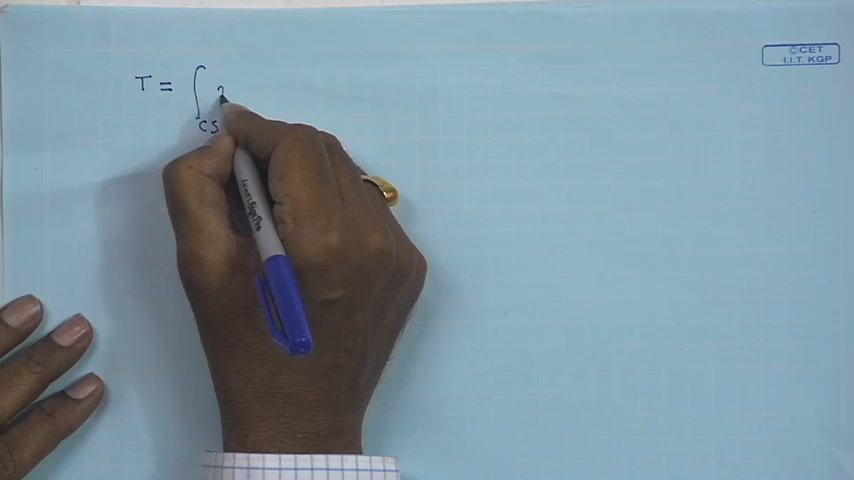 T = ∫
CS
© CET
I.I.T. KGP